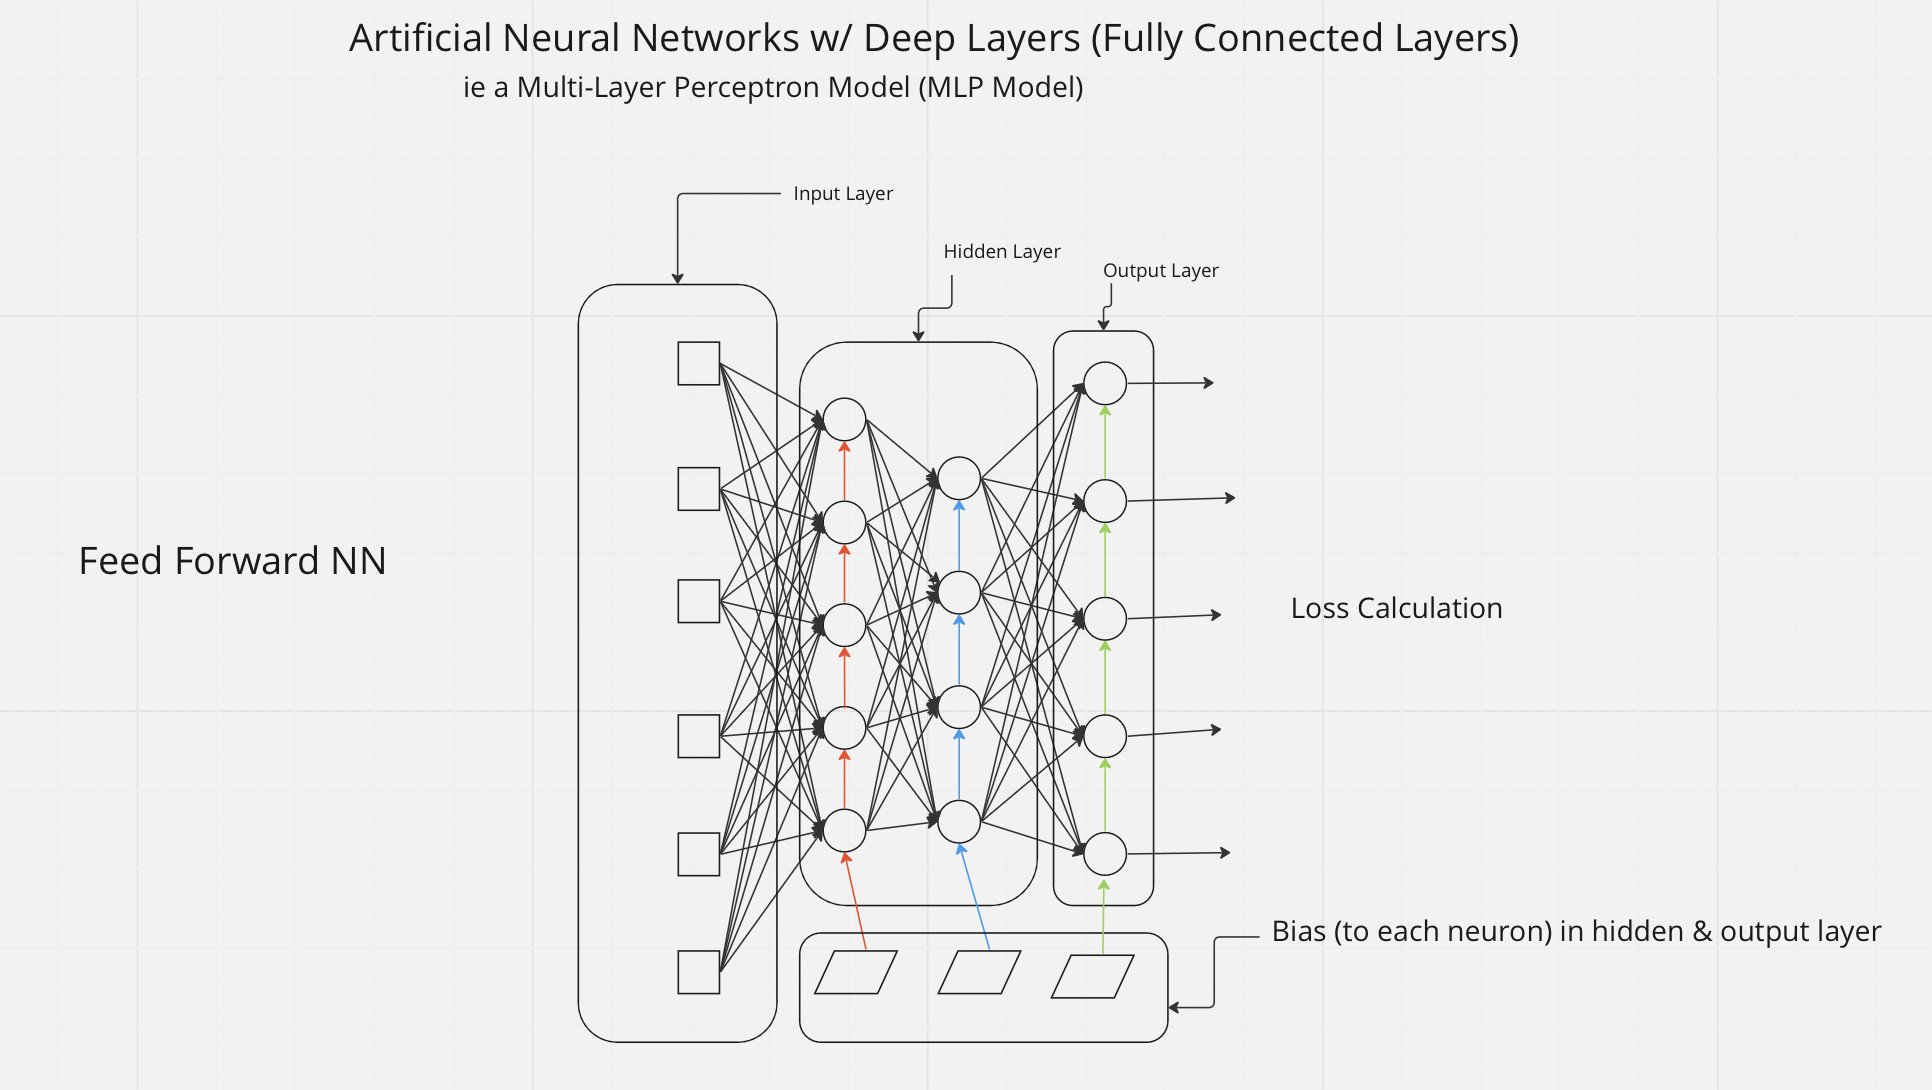 Artificial Neural Networks w/ Deep Layers (Fully Connected Layers)
ie a Multi-Layer Perceptron Model (MLP Model)
Input Layer
Hidden Layer
Output Layer
Feed Forward NN
Loss Calculation
Bias (to each neuron) in hidden & output layer